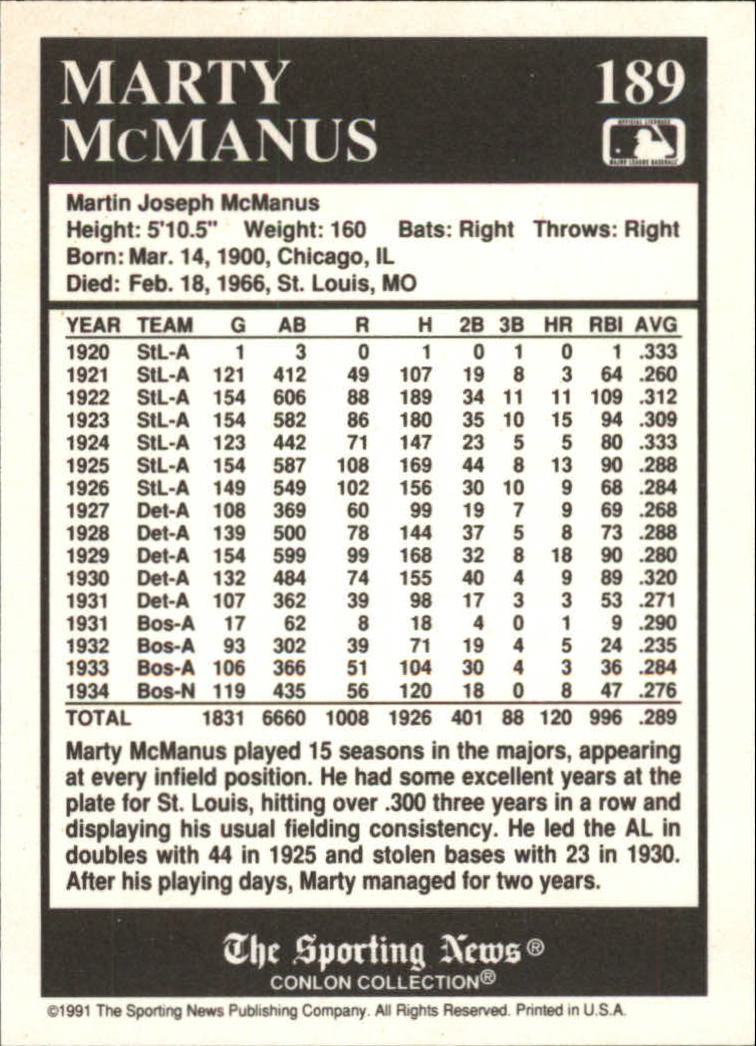 MARTY 189
McMANUS
OFFICIAL LICENSEE
MAJOR LEAGUE BASEBALL
Martin Joseph McManus
Height: 5'10.5" Weight: 160 Bats: Right Throws: Right
Born: Mar. 14, 1900, Chicago, IL
Died: Feb. 18, 1966, St. Louis, MO
YEAR TEAM G AB R H 2B 3B HR RBI AVG
1920 StL-A 1 3 0 1 0 1 0 1 .333
1921 StL-A 121 412 49 107 19 8 3 64 .260
1922 StL-A 154 606 88 189 34 11 11 109 .312
1923 StL-A 154 582 86 180 35 10 15 94 .309
1924 StL-A 123 442 71 147 23 5 5 80 .333
1925 StL-A 154 587 108 169 44 8 13 90 .288
1926 StL-A 149 549 102 156 30 10 9 68 .284
1927 Det-A 108 369 60 99 19 7 9 69 .268
1928 Det-A 139 500 78 144 37 5 8 73 .288
1929 Det-A 154 599 99 168 32 8 18 90 .280
1930 Det-A 132 484 74 155 40 4 9 89 .320
1931 Det-A 107 362 39 98 17 3 3 53 .271
1931 Bos-A 17 62 8 18 4 0 1 9 .290
1932 Bos-A 93 302 39 71 19 4 5 24 .235
1933 Bos-A 106 366 51 104 30 4 3 36 .284
1934 Bos-N 119 435 56 120 18 0 8 47 .276
TOTAL 1831 6660 1008 1926 401 88 120 996 .289
Marty McManus played 15 seasons in the majors, appearing
at every infield position. He had some excellent years at the
plate for St. Louis, hitting over .300 three years in a row and
displaying his usual fielding consistency. He led the AL in
doubles with 44 in 1925 and stolen bases with 23 in 1930.
After his playing days, Marty managed for two years.
The Sporting News®
CONLON COLLECTION®
©1991 The Sporting News Publishing Company. All Rights Reserved. Printed in U.S.A.